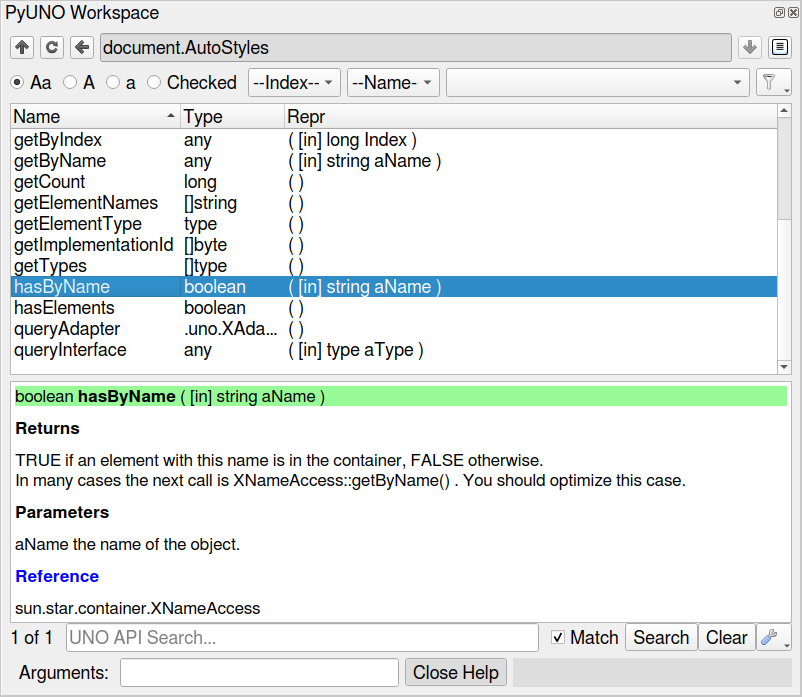 PyUNO Workspace
document.AutoStyles
Aa A a Checked --Index-- --Name-
Name Type Repr
getByIndex any ( [in] long Index )
getByName any ( [in] string aName )
getCount long ( )
getElementNames []string ( )
getElementType type ( )
getImplementationId []byte ( )
getTypes []type ( )
hasByName boolean ( [in] string aName )
hasElements boolean ( )
queryAdapter .uno.XAda... ( )
queryInterface any ( [in] type aType )
boolean hasByName ( [in] string aName )
Returns
TRUE if an element with this name is in the container, FALSE otherwise.
In many cases the next call is XNameAccess::getByName() . You should optimize this case.
Parameters
aName the name of the object.
Reference
sun.star.container.XNameAccess
1 of 1 UNO API Search... Match Search Clear
Arguments: Close Help